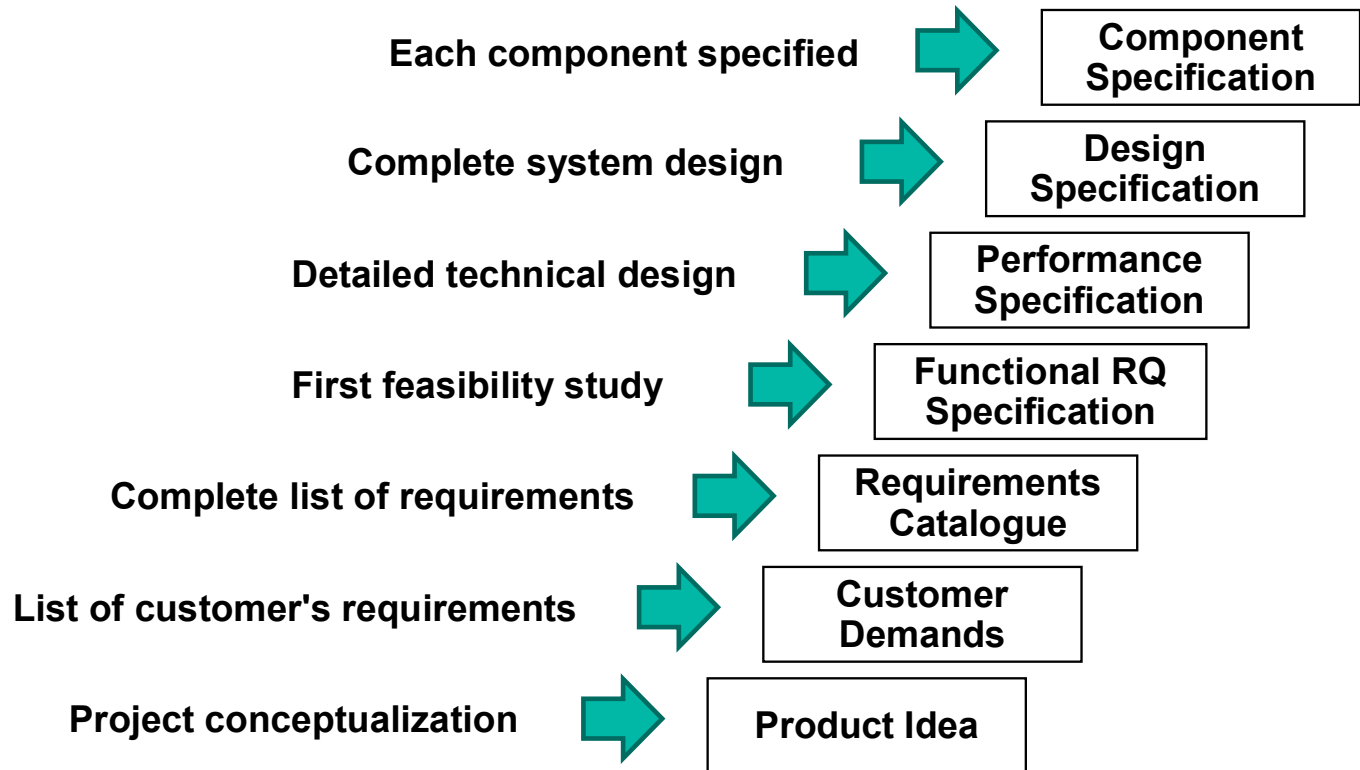 Each component specified
Component
Specification
Complete system design
Design
Specification
Detailed technical design
Performance
Specification
First feasibility study
Functional RQ
Specification
Complete list of requirements
Requirements
Catalogue
List of customer's requirements
Customer
Demands
Project conceptualization
Product Idea